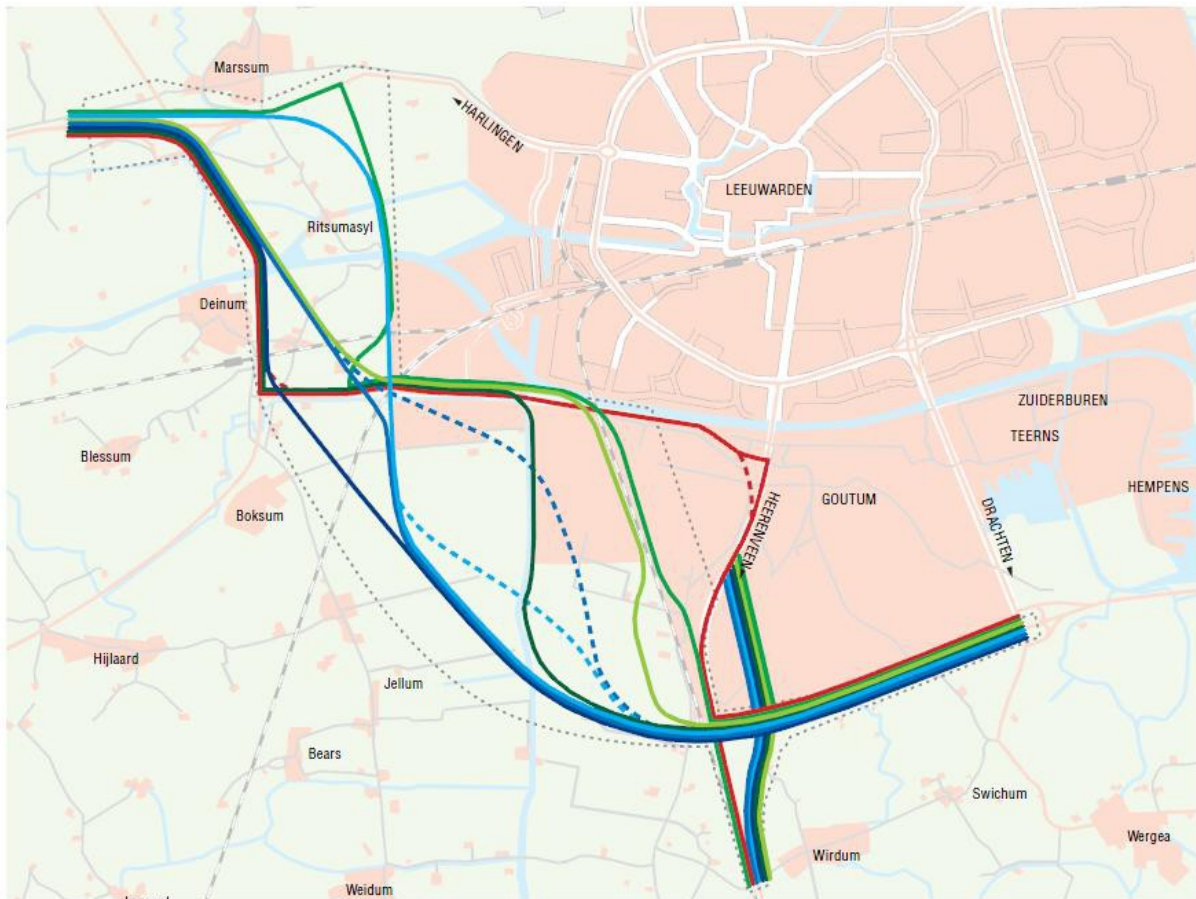 Marssum
HARLINGEN
LEEUWARDEN
Ritsumasyl
Deinum
ZUIDERBUREN
TEERNS
Blessum
HEMPENS
GOUTUM
HEERENVEEN
DRACHTEN
Boksum
Hijlaard
Jellum
Bears
Swichum
Wergea
Wirdum
Weidum